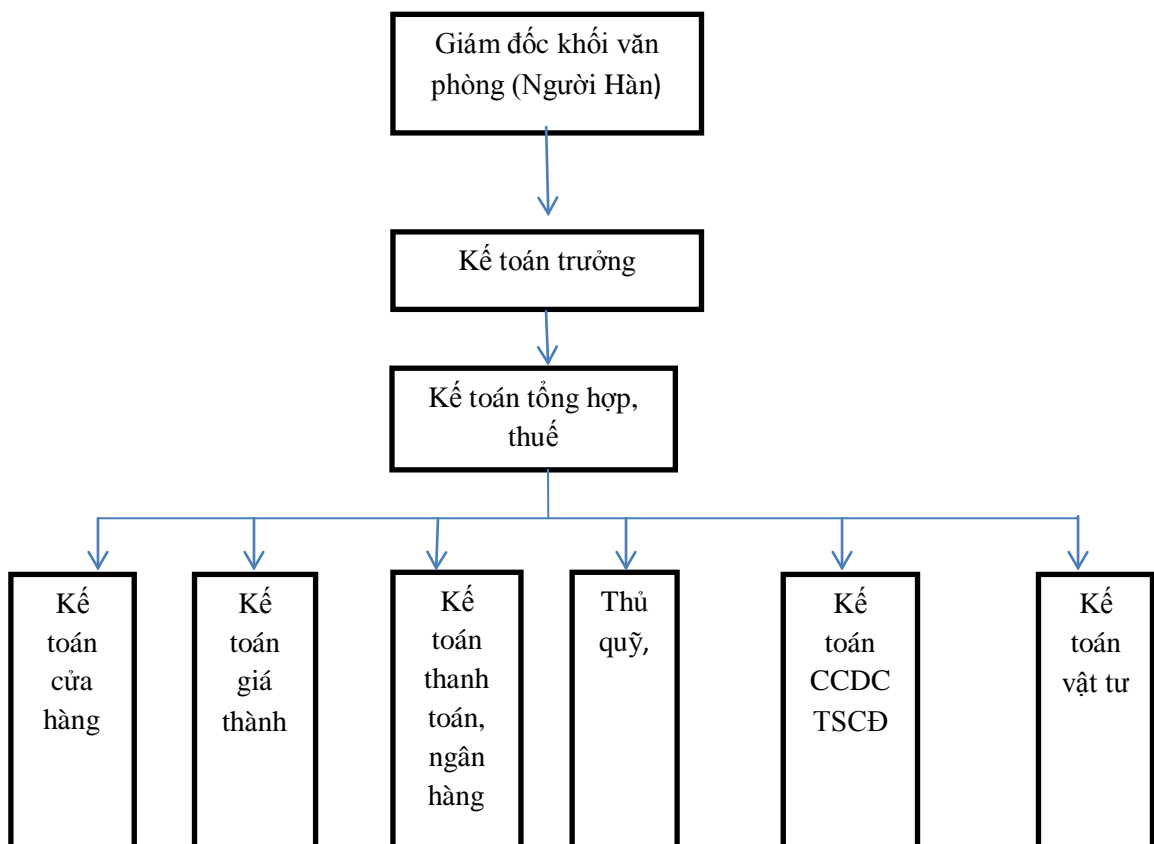 Giám đốc khối văn
phòng (Người Hàn)
Kế toán trưởng
Kế toán tổng hợp,
thuế
Kế
toán
cửa
hàng
Kế
toán
giá
thành
Kế
toán
thanh
toán,
ngân
hàng
Thủ
quỹ,
Kế
toán
CCDC
TSCĐ
Kế
toán
vật tư